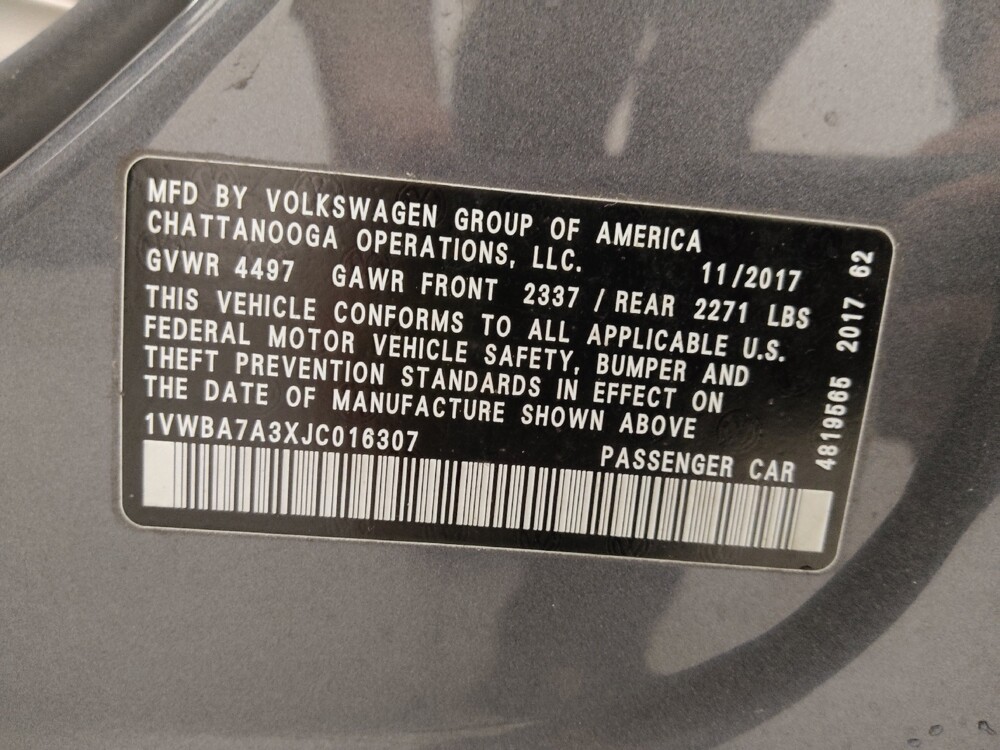 MFD BY VOLKSWAGEN GROUP OF AMERICA
CHATTANOOGA OPERATIONS, LLC. 11/2017
GVWR 4497 GAWR FRONT 2337 / REAR 2271 LBS
THIS VEHICLE CONFORMS TO ALL APPLICABLE U.S.
FEDERAL MOTOR VEHICLE SAFETY, BUMPER AND
THEFT PREVENTION STANDARDS IN EFFECT ON
THE DATE OF MANUFACTURE SHOWN ABOVE
1VWBA7A3XJC016307 PASSENGER CAR
4819565 2017 62